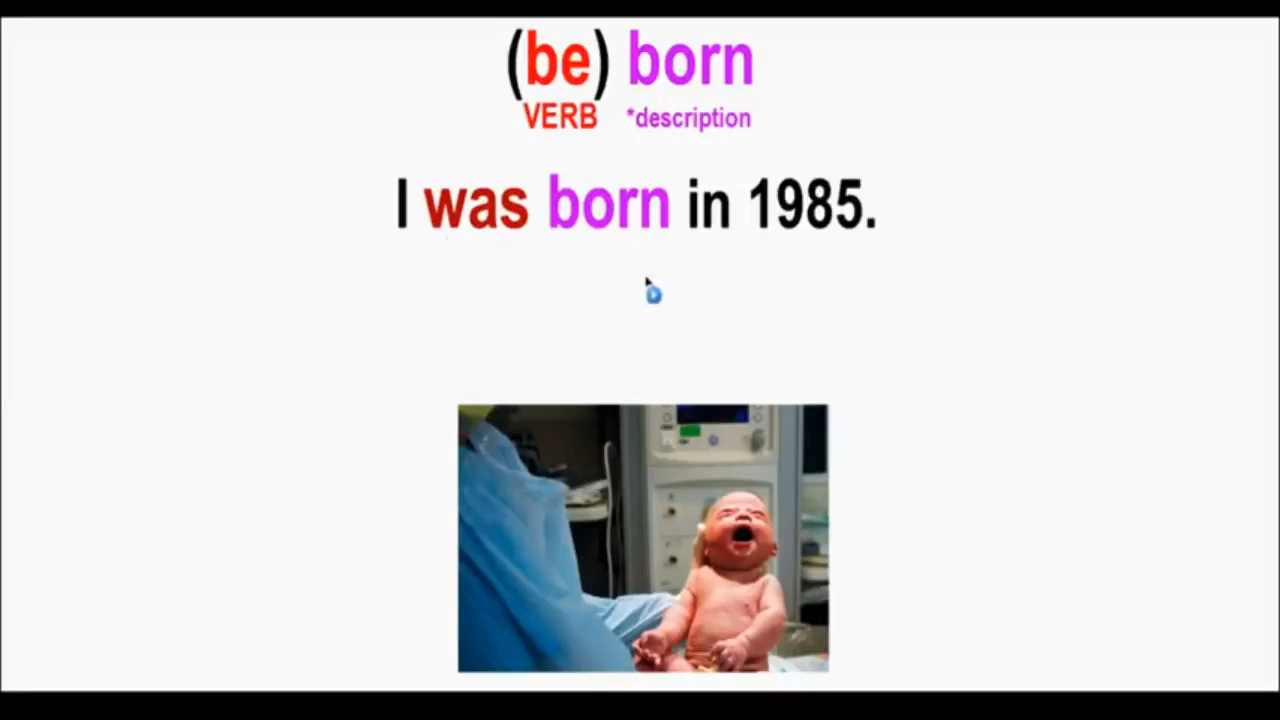 (be) born
VERB *description
I was born in 1985.